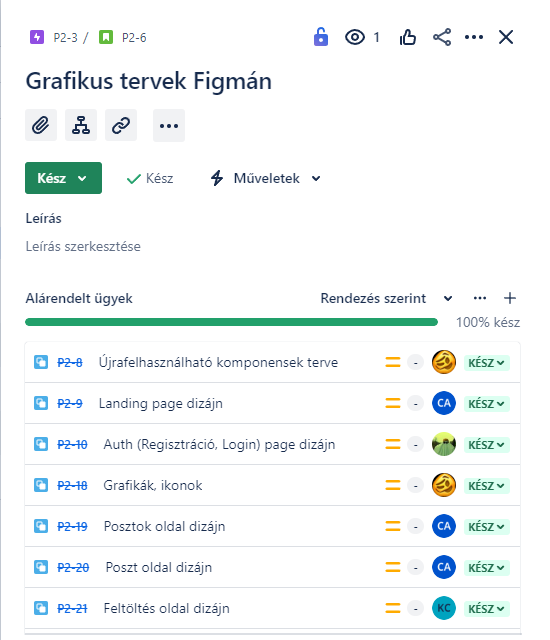 P2-3 / P2-6 1
Grafikus tervek Figmán
Kész Kész Műveletek
Leírás
Leírás szerkesztése
Alárendelt ügyek Rendezés szerint
100% kész
P2-8 Újrafelhasználható komponensek terve - KÉSZ
P2-9 Landing page dizájn - CA KÉSZ
P2-10 Auth (Regisztráció, Login) page dizájn - KÉSZ
P2-18 Grafikák, ikonok - KÉSZ
P2-19 Posztok oldal dizájn - CA KÉSZ
P2-20 Poszt oldal dizájn - CA KÉSZ
P2-21 Feltöltés oldal dizájn - KC KÉSZ